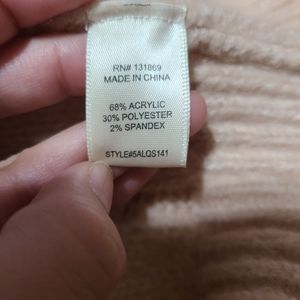 RN# 131869
MADE IN CHINA
68% ACRYLIC
30% POLYESTER
2% SPANDEX
STYLE#5ALQS141